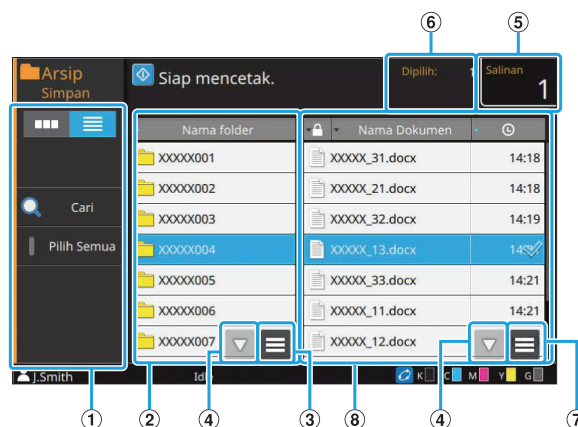 ⑥ ⑤
Arsip
Simpan
Siap mencetak.
Dipilih: 1
Salinan
1
Nama folder
Nama Dokumen
XXXXX001
XXXXX_31.docx 14:18
XXXXX002
XXXXX_21.docx 14:18
Cari
XXXXX003
XXXXX_32.docx 14:19
Pilih Semua
XXXXX004
XXXXX_13.docx
XXXXX005
XXXXX_33.docx 14:21
XXXXX006
XXXXX_11.docx 14:21
XXXXX007
XXXXX_12.docx
J.Smith
K C M Y G
① ② ④ ③ ⑧ ④ ⑦